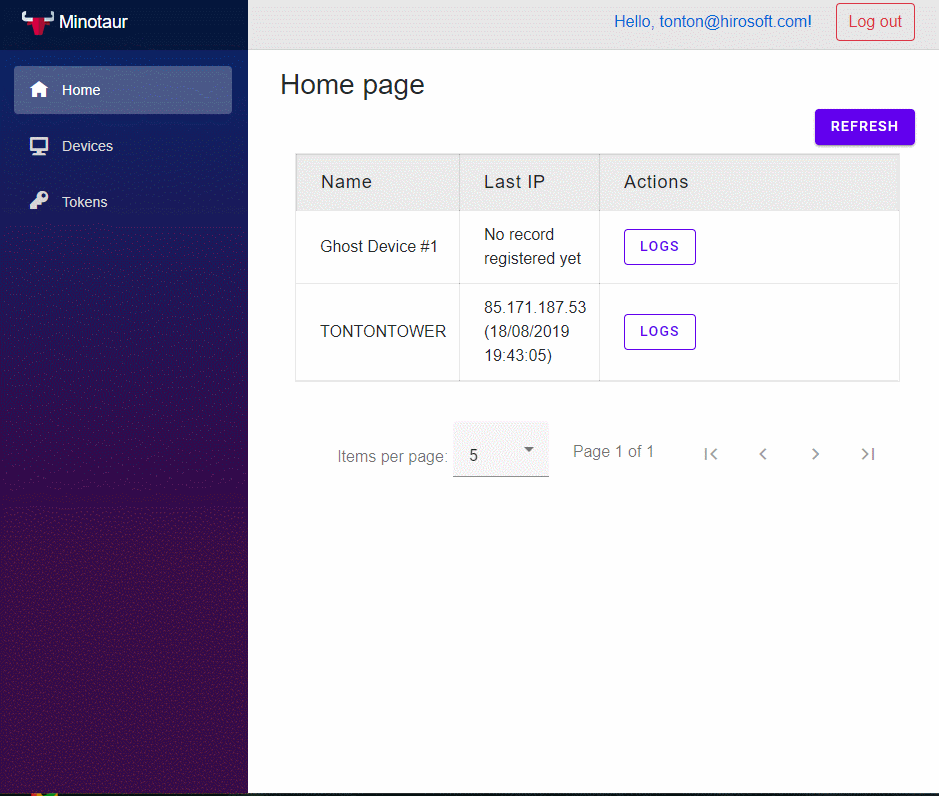 Minotaur
Hello, tonton@hirosoft.com!
Log out
Home
Devices
Tokens
Home page
REFRESH
Name
Last IP
Actions
Ghost Device #1
No record
registered yet
LOGS
TONTONTOWER
85.171.187.53
(18/08/2019
19:43:05)
LOGS
Items per page:
5
Page 1 of 1